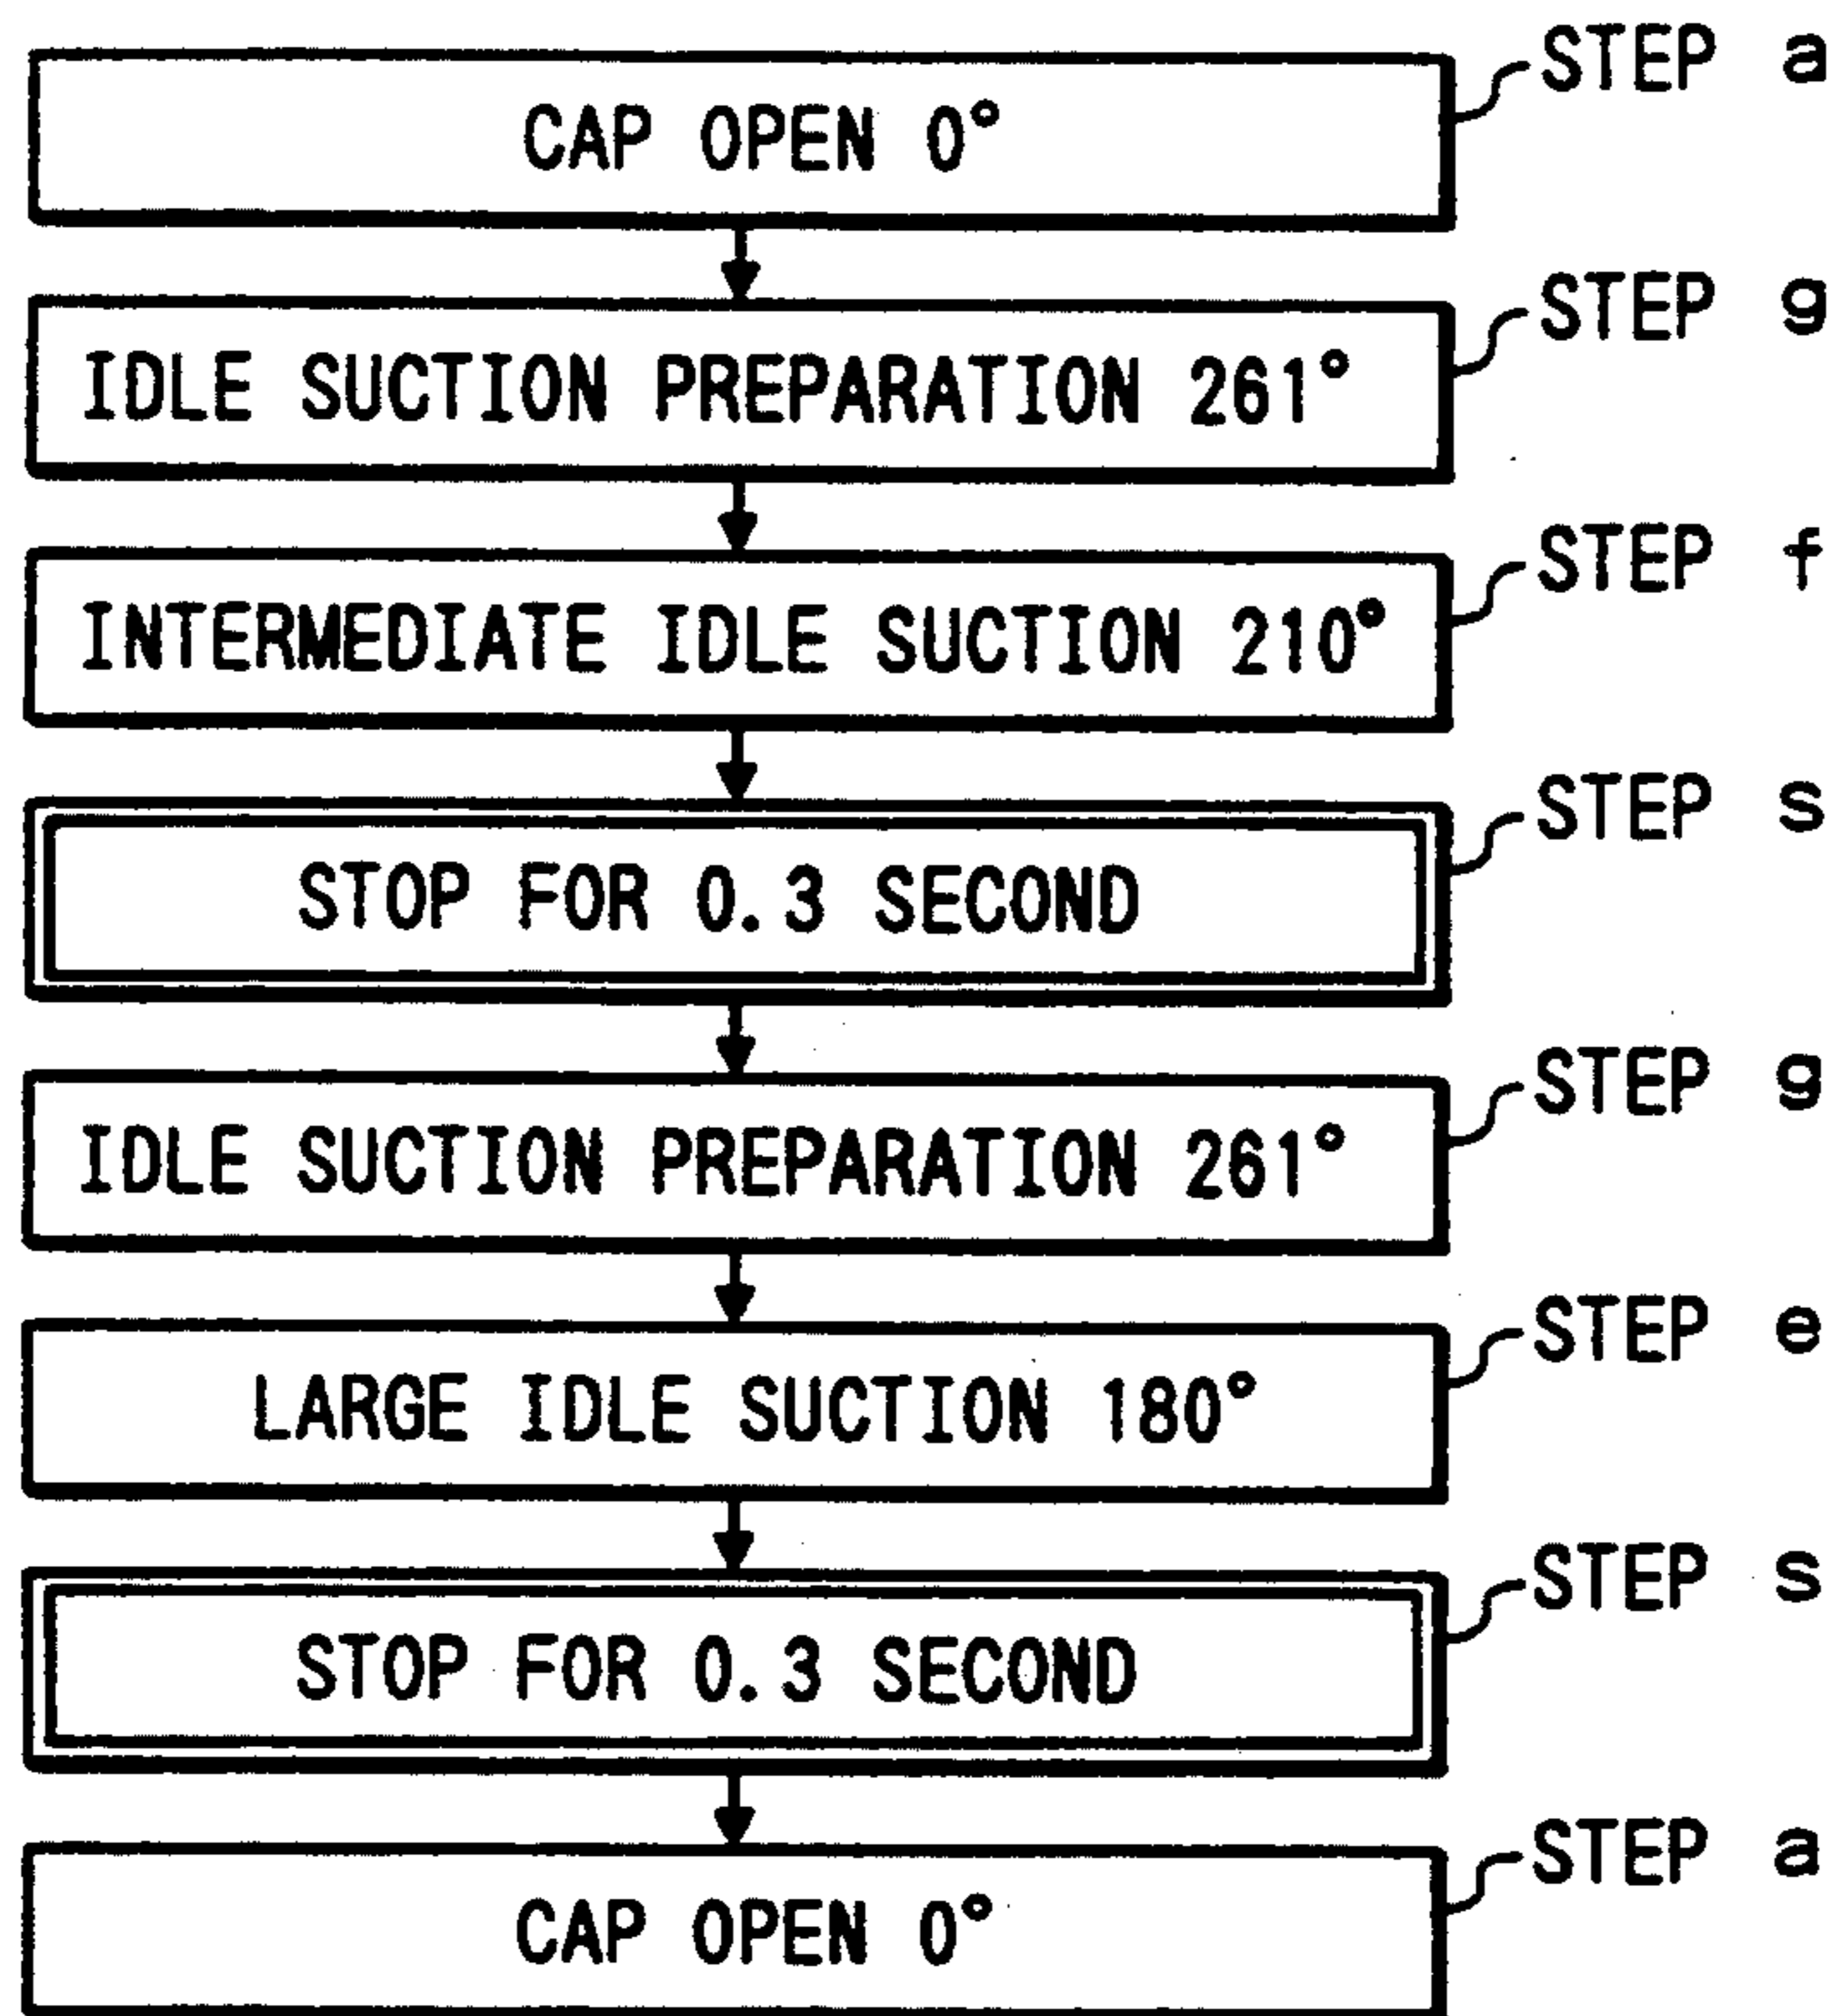 STEP a
CAP OPEN 0°
STEP g
IDLE SUCTION PREPARATION 261°
STEP f
INTERMEDIATE IDLE SUCTION 210°
STEP s
STOP FOR 0.3 SECOND
STEP g
IDLE SUCTION PREPARATION 261°
STEP e
LARGE IDLE SUCTION 180°
STEP s
STOP FOR 0.3 SECOND
STEP a
CAP OPEN 0°